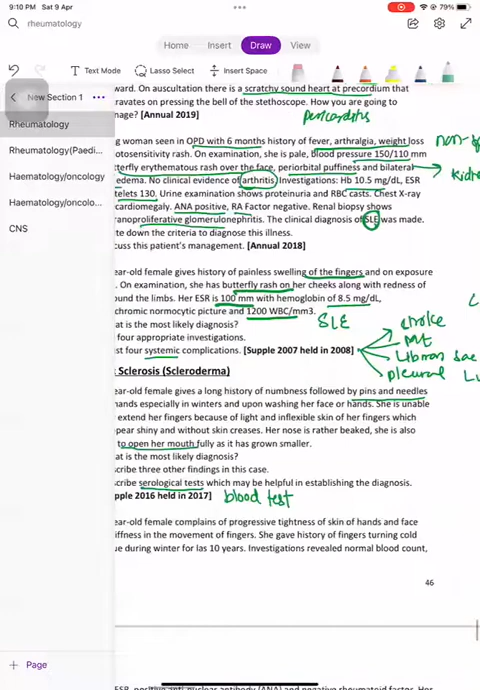 9:10 PM Sat 9 Apr
79%
rheumatology
Home Insert Draw View
Text Mode Lasso Select Insert Space
New Section 1
Rheumatology
Rheumatology(Paedi...
Haematology/oncology
Haematology/oncolo...
CNS
Page
ward. On auscultation there is a scratchy sound heart at precordium that
ravates on pressing the bell of the stethoscope. How you are going to
nage? [Annual 2019]
pericarditis
ng woman seen in OPD with 6 months history of fever, arthralgia, weight loss
otosensitivity rash. On examination, she is pale, blood pressure 150/110 mm
tterfly erythematous rash over the face, periorbital puffiness and bilateral
edema. No clinical evidence of arthritis. Investigations: Hb 10.5 mg/dL, ESR
telets 130. Urine examination shows proteinuria and RBC casts. Chest X-ray
cardiomegaly. ANA positive, RA Factor negative. Renal biopsy shows
ranoproliferative glomerulonephritis. The clinical diagnosis of SLE was made.
te down the criteria to diagnose this illness.
cuss this patient's management. [Annual 2018]
ear-old female gives history of painless swelling of the fingers and on exposure
. On examination, she has butterfly rash on her cheeks along with redness of
ound the limbs. Her ESR is 100 mm with hemoglobin of 8.5 mg/dL,
chromic normocytic picture and 1200 WBC/mm3.
SLE
at is the most likely diagnosis?
four appropriate investigations.
st four systemic complications. [Supple 2007 held in 2008]
Sclerosis (Scleroderma)
pleural
ear-old female gives a long history of numbness followed by pins and needles
hands especially in winters and upon washing her face or hands. She is unable
extend her fingers because of light and inflexible skin of her fingers which
pear shiny and without skin creases. Her nose is rather beaked, she is also
to open her mouth fully as it has grown smaller.
at is the most likely diagnosis?
scribe three other findings in this case.
scribe serological tests which may be helpful in establishing the diagnosis.
pple 2016 held in 2017]
blood test
ear-old female complains of progressive tightness of skin of hands and face
iffness in the movement of fingers. She gave history of fingers turning cold
ue during winter for las 10 years. Investigations revealed normal blood count,
46